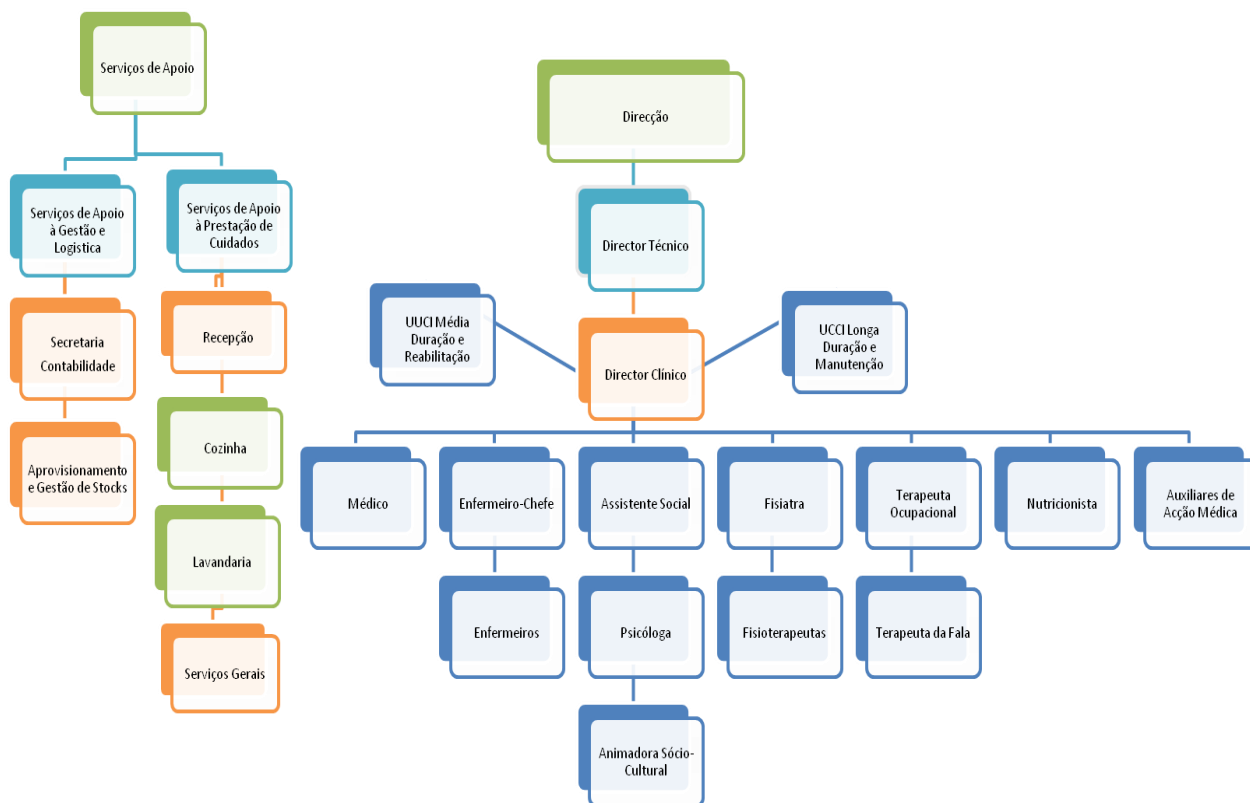 Serviços de Apoio
Serviços de Apoio
à Gestão e
Logistica
Serviços de Apoio
à Prestação de
Cuidados
Secretaria
Contabilidade
Recepção
Aprovisionamento
e Gestão de Stocks
Cozinha
Lavandaria
Serviços Gerais
Direcção
Director Técnico
UUCI Média
Duração e
Reabilitação
Director Clínico
UCCI Longa
Duração e
Manutenção
Médico
Enfermeiro-Chefe
Assistente Social
Fisiatra
Terapeuta
Ocupacional
Nutricionista
Auxiliares de
Acção Médica
Enfermeiros
Psicóloga
Fisioterapeutas
Terapeuta da Fala
Animadora Sócio-
Cultural